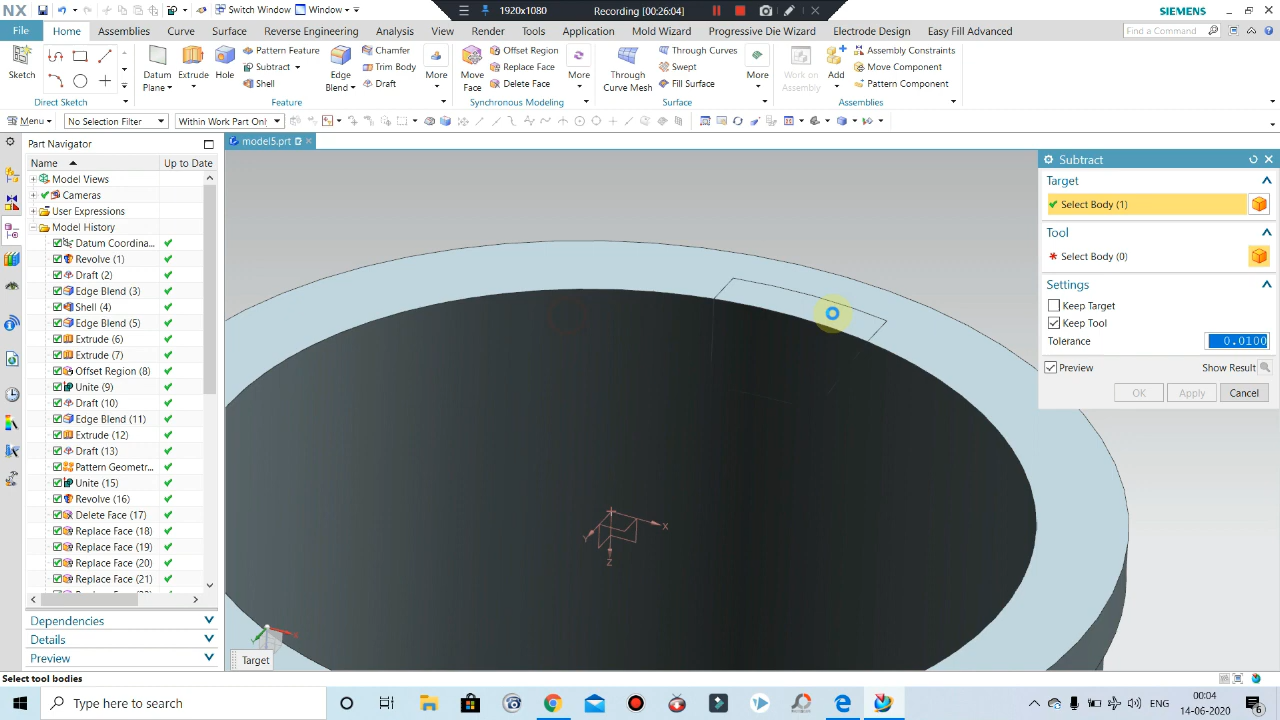 NX Switch Window Window 1920x1080 Recording [00:26:04] SIEMENS
File Home Assemblies Curve Surface Reverse Engineering Analysis View Render Tools Application Mold Wizard Progressive Die Wizard Electrode Design Easy Fill Advanced Find a Command
Sketch Datum Plane Extrude Hole Pattern Feature Subtract Shell Edge Blend Chamfer Trim Body Draft More Move Face Offset Region Replace Face Delete Face More Through Curve Mesh Through Curves Swept Fill Surface More Work on Assembly Add Assembly Constraints Move Component Pattern Component
Direct Sketch Feature Synchronous Modeling Surface Assemblies
Menu No Selection Filter Within Work Part Onl
Part Navigator model5.prt
Name Up to Date
Model Views
Cameras
User Expressions
Model History
Datum Coordina...
Revolve (1)
Draft (2)
Edge Blend (3)
Shell (4)
Edge Blend (5)
Extrude (6)
Extrude (7)
Offset Region (8)
Unite (9)
Draft (10)
Edge Blend (11)
Extrude (12)
Draft (13)
Pattern Geometr...
Unite (15)
Revolve (16)
Delete Face (17)
Replace Face (18)
Replace Face (19)
Replace Face (20)
Replace Face (21)
Dependencies
Details
Preview
X
Y
Z
Target
Subtract
Target
Select Body (1)
Tool
* Select Body (0)
Settings
Keep Target
Keep Tool
Tolerance 0.0100
Preview Show Result
OK Apply Cancel
Select tool bodies
Type here to search
ENG 00:04
14-06-2020 6